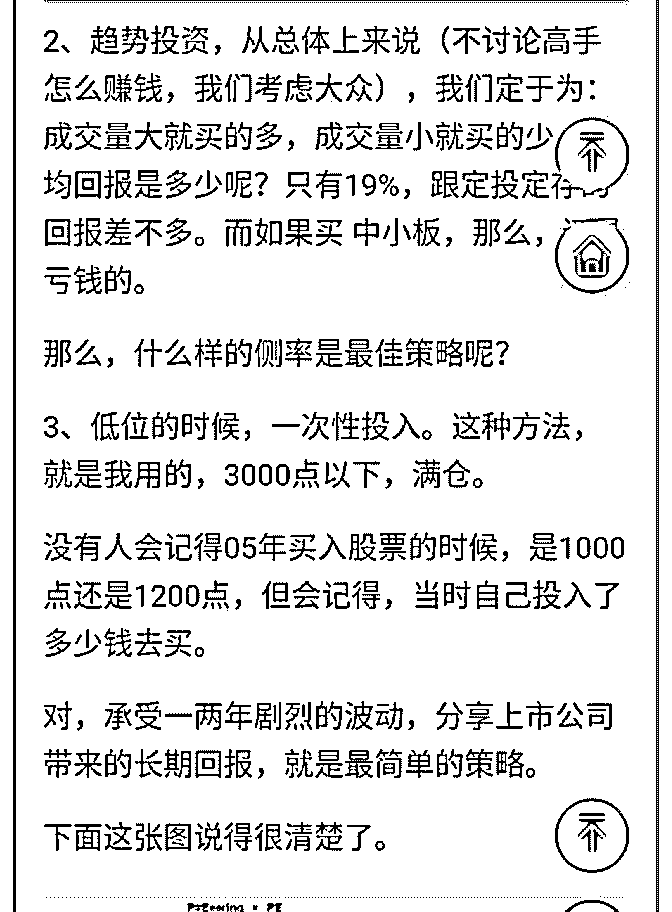 2、趋势投资，从总体上来说（不讨论高手
怎么赚钱，我们考虑大众），我们定于为：
成交量大就买的多，成交量小就买的少
均回报是多少呢？只有19%，跟定投定存的
回报差不多。而如果买 中小板，那么，
亏钱的。
那么，什么样的侧率是最佳策略呢？
3、低位的时候，一次性投入。这种方法，
就是我用的，3000点以下，满仓。
没有人会记得05年买入股票的时候，是1000
点还是1200点，但会记得，当时自己投入了
多少钱去买。
对，承受一两年剧烈的波动，分享上市公司
带来的长期回报，就是最简单的策略。
下面这张图说得很清楚了。